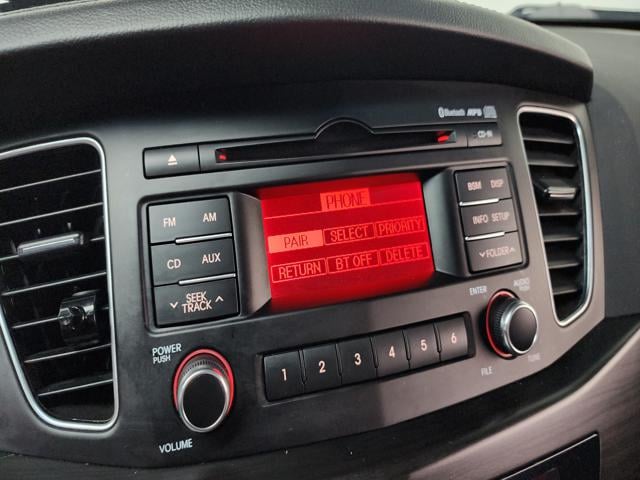 Bluetooth MP3
CD-IN
PHONE
PAIR SELECT PRIORITY
RETURN BT OFF DELETE
FM AM
CD AUX
SEEK
TRACK
BSM DISP
INFO SETUP
FOLDER
POWER
PUSH
VOLUME
1 2 3 4 5 6
ENTER
AUDIO
PUSH
FILE
TUNE